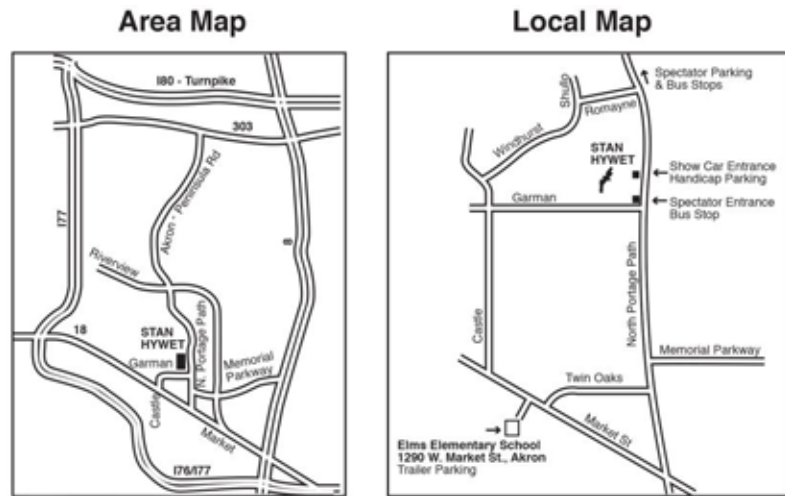 Area Map
I80 - Turnpike
303
Akron - Peninsula Rd
I77
8
Riverview
18
STAN
HYWET
Garman
N. Portage Path
Memorial
Parkway
Castle
Market
I76/I77
Local Map
Spectator Parking
& Bus Stops
Shullo
Romayne
Windhurst
STAN
HYWET
Show Car Entrance
Handicap Parking
Garman
Spectator Entrance
Bus Stop
North Portage Path
Castle
Memorial Parkway
Twin Oaks
Market St
Elms Elementary School
1290 W. Market St., Akron
Trailer Parking